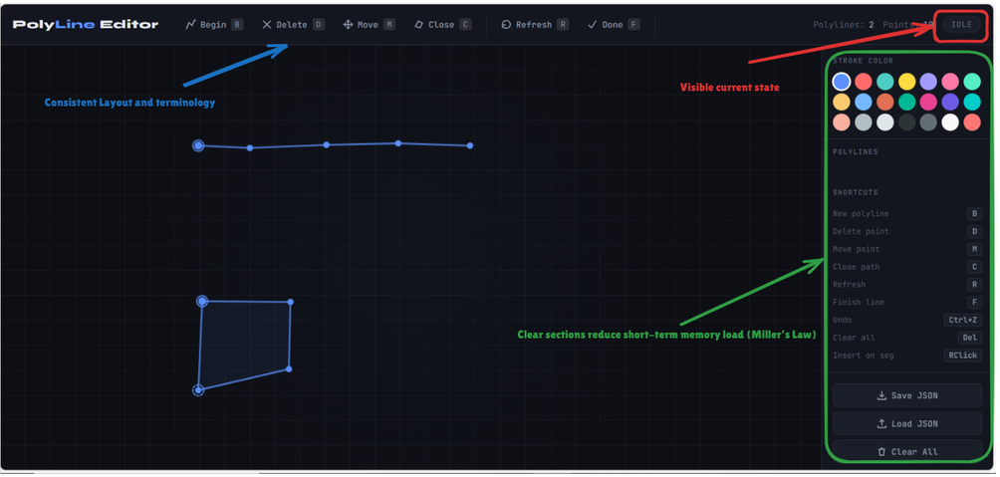 PolyLine Editor
Begin B
Delete D
Move M
Close C
Refresh R
Done F
Polylines: 2
Points:
IDLE
STROKE COLOR
Visible current state
Consistent Layout and terminology
POLYLINES
SHORTCUTS
New polyline B
Delete point D
Move point M
Close path C
Refresh R
Finish line F
Undo Ctrl+Z
Clear all Del
Insert on seg RClick
Clear sections reduce short-term memory load (Miller's Law)
Save JSON
Load JSON
Clear All